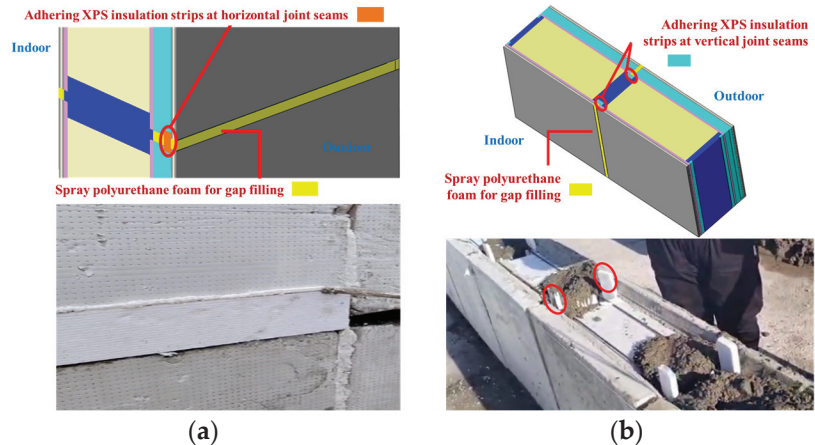 Adhering XPS insulation strips at horizontal joint seams
Indoor
Outdoor
Spray polyurethane foam for gap filling
(a)
Adhering XPS insulation
strips at vertical joint seams
Outdoor
Indoor
Spray polyurethane
foam for gap filling
(b)